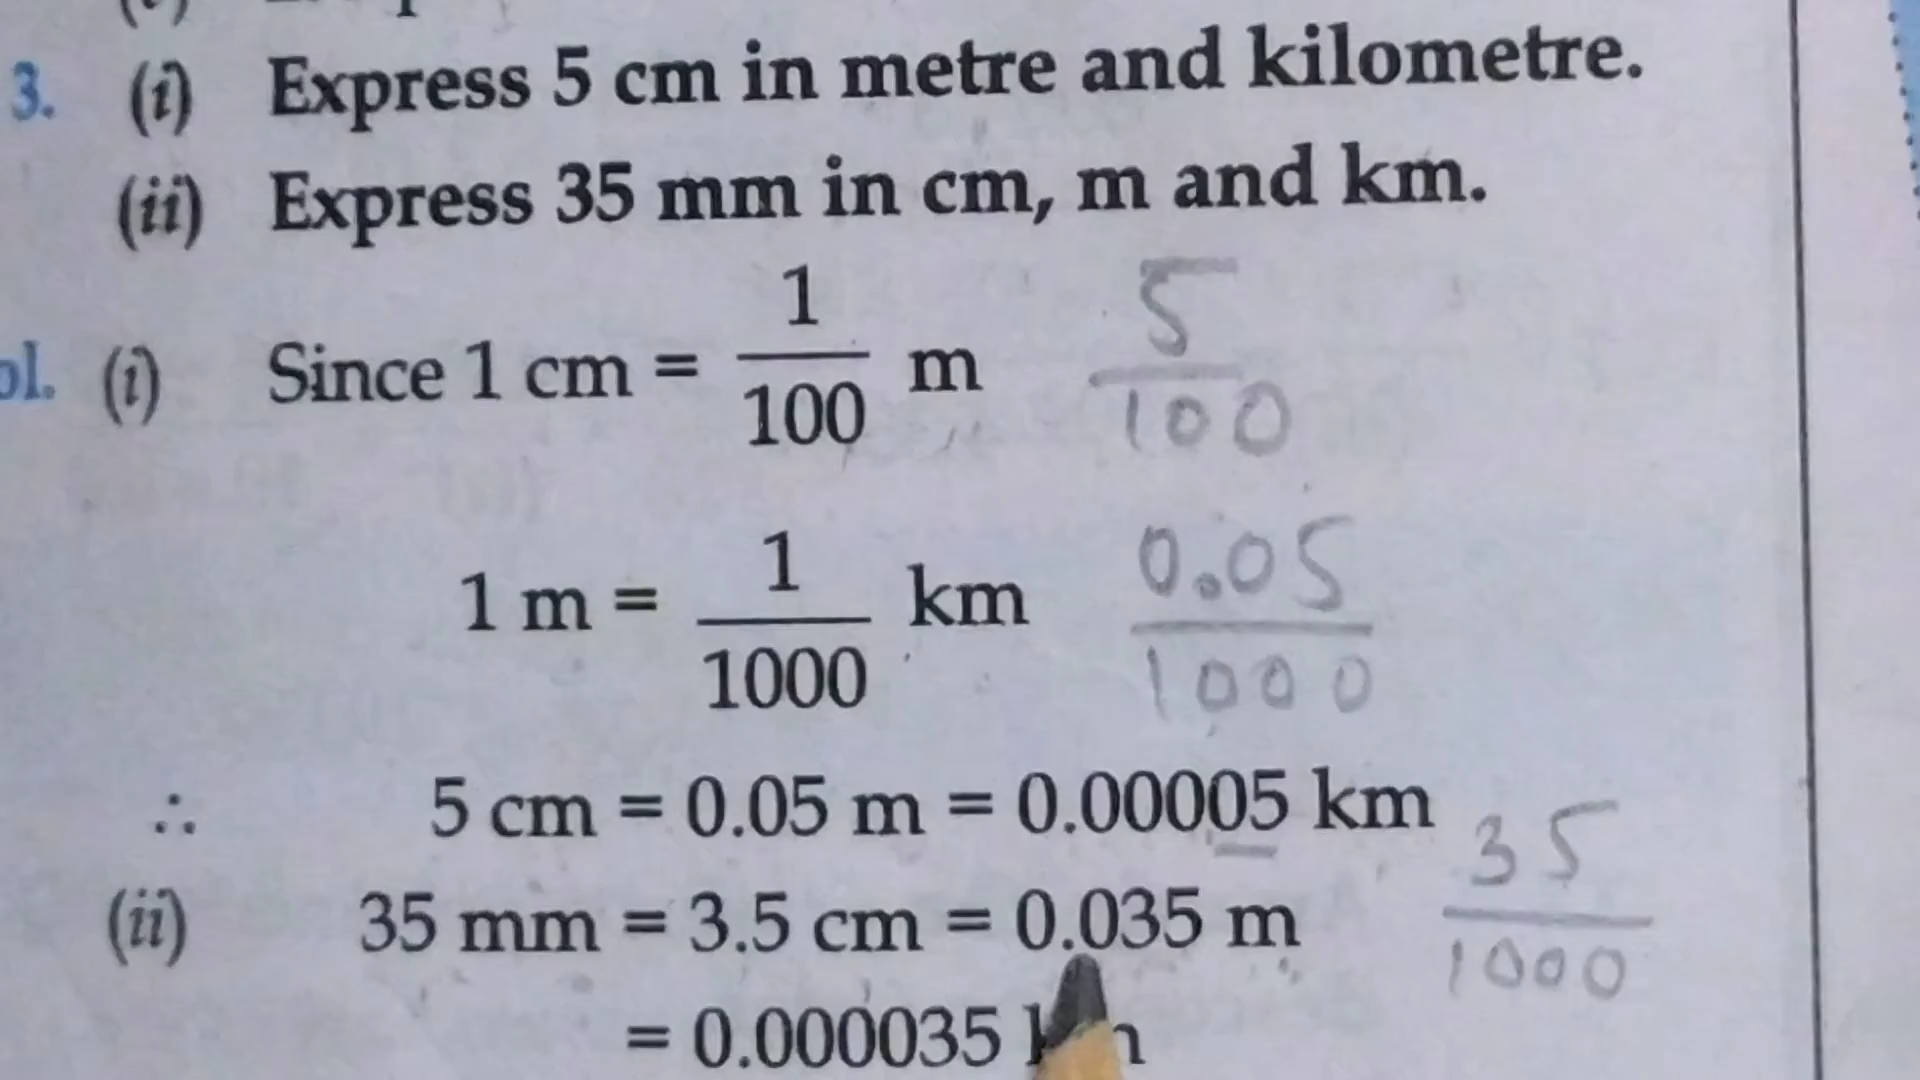 3. (i) Express 5 cm in metre and kilometre.
(ii) Express 35 mm in cm, m and km.
(i) Since 1 cm = 1/100 m 5/100
1 m = 1/1000 km 0.05/1000
∴ 5 cm = 0.05 m = 0.00005 km
(ii) 35 mm = 3.5 cm = 0.035 m 35/1000
= 0.000035